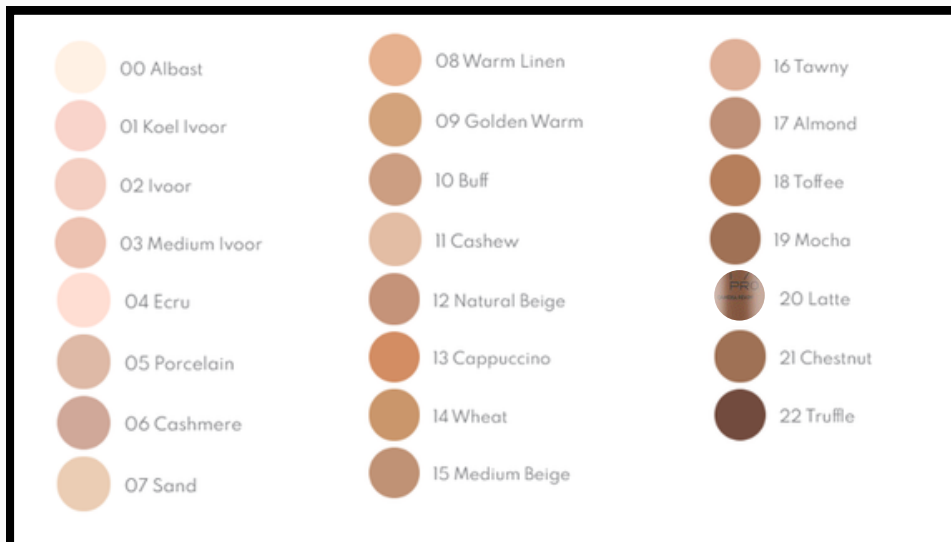 00 Albast
01 Koel Ivoor
02 Ivoor
03 Medium Ivoor
04 Ecru
05 Porcelain
06 Cashmere
07 Sand
08 Warm Linen
09 Golden Warm
10 Buff
11 Cashew
12 Natural Beige
13 Cappuccino
14 Wheat
15 Medium Beige
16 Tawny
17 Almond
18 Toffee
19 Mocha
PRO
20 Latte
21 Chestnut
22 Truffle